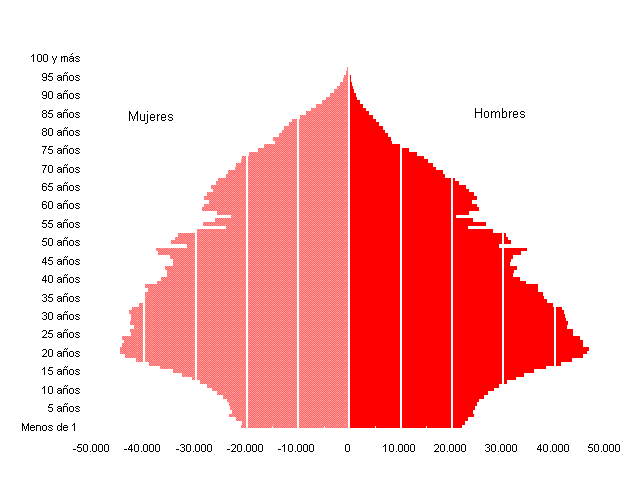 100 y más
95 años
90 años
85 años
80 años
75 años
70 años
65 años
60 años
55 años
50 años
45 años
40 años
35 años
30 años
25 años
20 años
15 años
10 años
5 años
Menos de 1
Mujeres
Hombres
-50.000 -40.000 -30.000 -20.000 -10.000 0 10.000 20.000 30.000 40.000 50.000